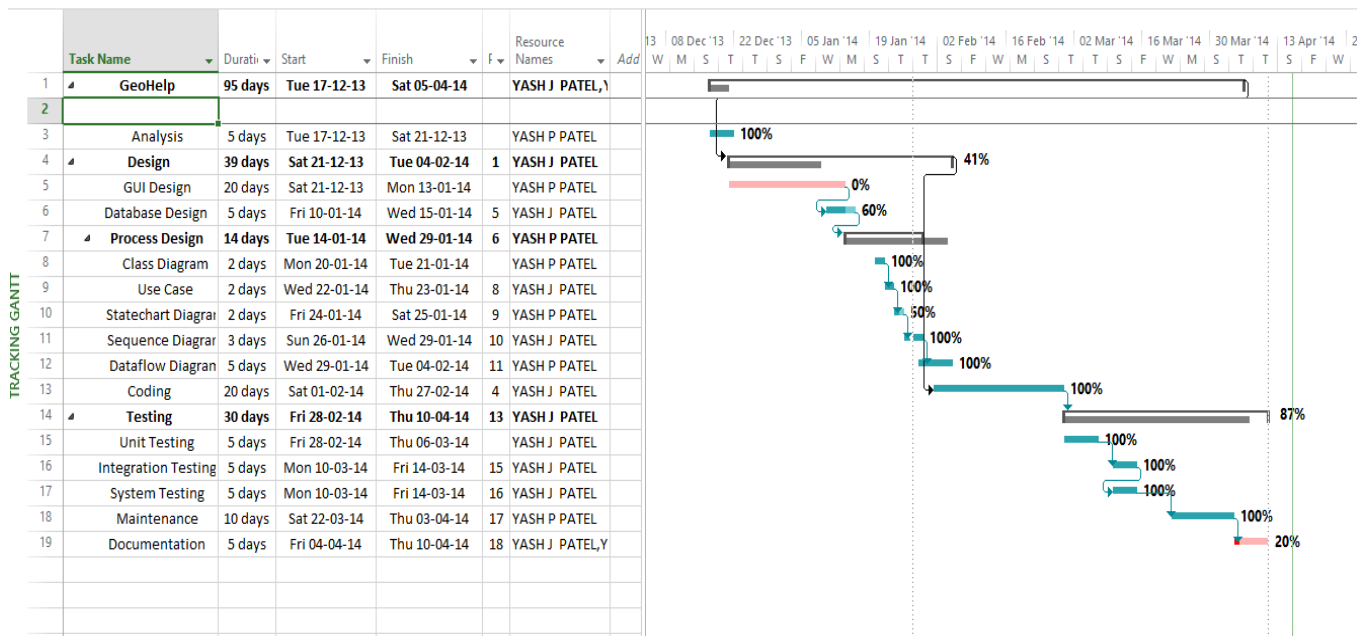 TRACKING GANTT
Resource
Task Name Durati Start Finish F Names Add
13 08 Dec '13 22 Dec '13 05 Jan '14 19 Jan '14 02 Feb '14 16 Feb '14 02 Mar '14 16 Mar '14 30 Mar '14 13 Apr '14 2
W M S T T S F W M S T T S F W M S T T S F W M S T T S F W
1 GeoHelp 95 days Tue 17-12-13 Sat 05-04-14 YASH J PATEL,Y
2
3 Analysis 5 days Tue 17-12-13 Sat 21-12-13 YASH P PATEL 100%
4 Design 39 days Sat 21-12-13 Tue 04-02-14 1 YASH J PATEL 41%
5 GUI Design 20 days Sat 21-12-13 Mon 13-01-14 YASH P PATEL 0%
6 Database Design 5 days Fri 10-01-14 Wed 15-01-14 5 YASH J PATEL 60%
7 Process Design 14 days Tue 14-01-14 Wed 29-01-14 6 YASH P PATEL
8 Class Diagram 2 days Mon 20-01-14 Tue 21-01-14 YASH P PATEL 100%
9 Use Case 2 days Wed 22-01-14 Thu 23-01-14 8 YASH J PATEL 100%
10 Statechart Diagrar 2 days Fri 24-01-14 Sat 25-01-14 9 YASH P PATEL 50%
11 Sequence Diagrar 3 days Sun 26-01-14 Wed 29-01-14 10 YASH J PATEL 100%
12 Dataflow Diagran 5 days Wed 29-01-14 Tue 04-02-14 11 YASH P PATEL 100%
13 Coding 20 days Sat 01-02-14 Thu 27-02-14 4 YASH J PATEL 100%
14 Testing 30 days Fri 28-02-14 Thu 10-04-14 13 YASH J PATEL 87%
15 Unit Testing 5 days Fri 28-02-14 Thu 06-03-14 YASH J PATEL 100%
16 Integration Testing 5 days Mon 10-03-14 Fri 14-03-14 15 YASH J PATEL 100%
17 System Testing 5 days Mon 10-03-14 Fri 14-03-14 16 YASH J PATEL 100%
18 Maintenance 10 days Sat 22-03-14 Thu 03-04-14 17 YASH P PATEL 100%
19 Documentation 5 days Fri 04-04-14 Thu 10-04-14 18 YASH J PATEL,Y 20%